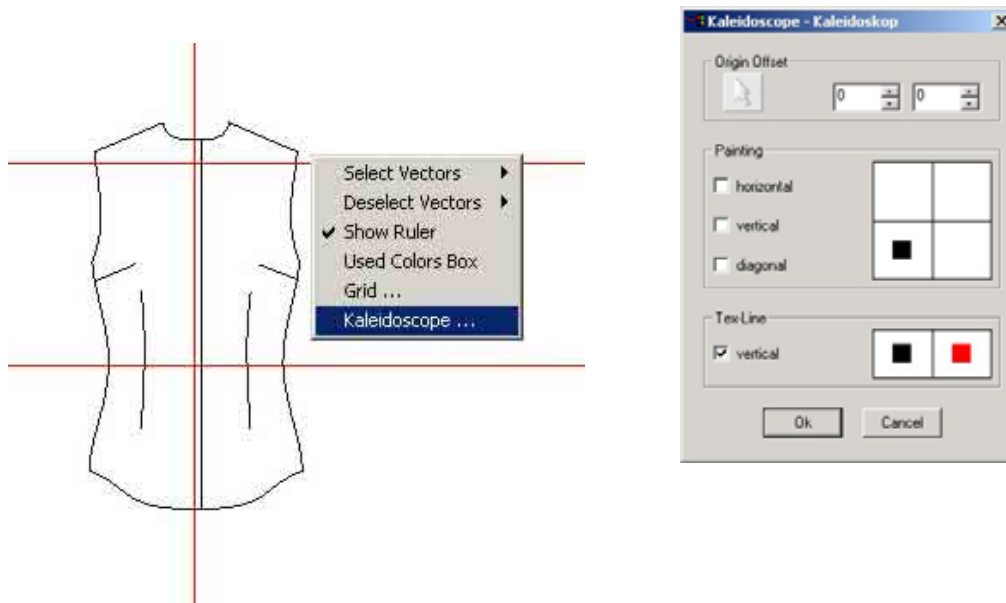 Select Vectors
Deselect Vectors
Show Ruler
Used Colors Box
Grid ...
Kaleidoscope ...
Kaleidoscope - Kaleidoskop
Origin Offset
0 0
Painting
horizontal
vertical
diagonal
Tex-Line
vertical
Ok Cancel